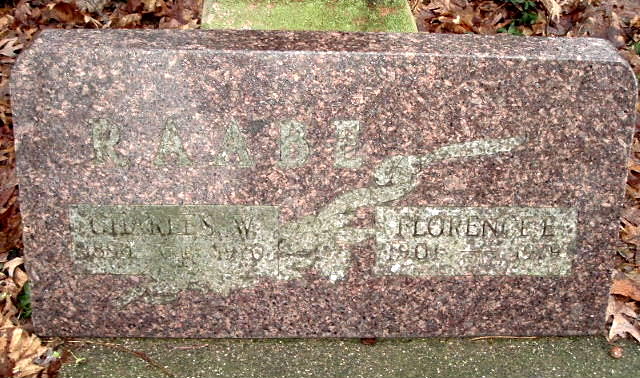 RAABE
CHARLES W.
FLORENCE E.
1901 —